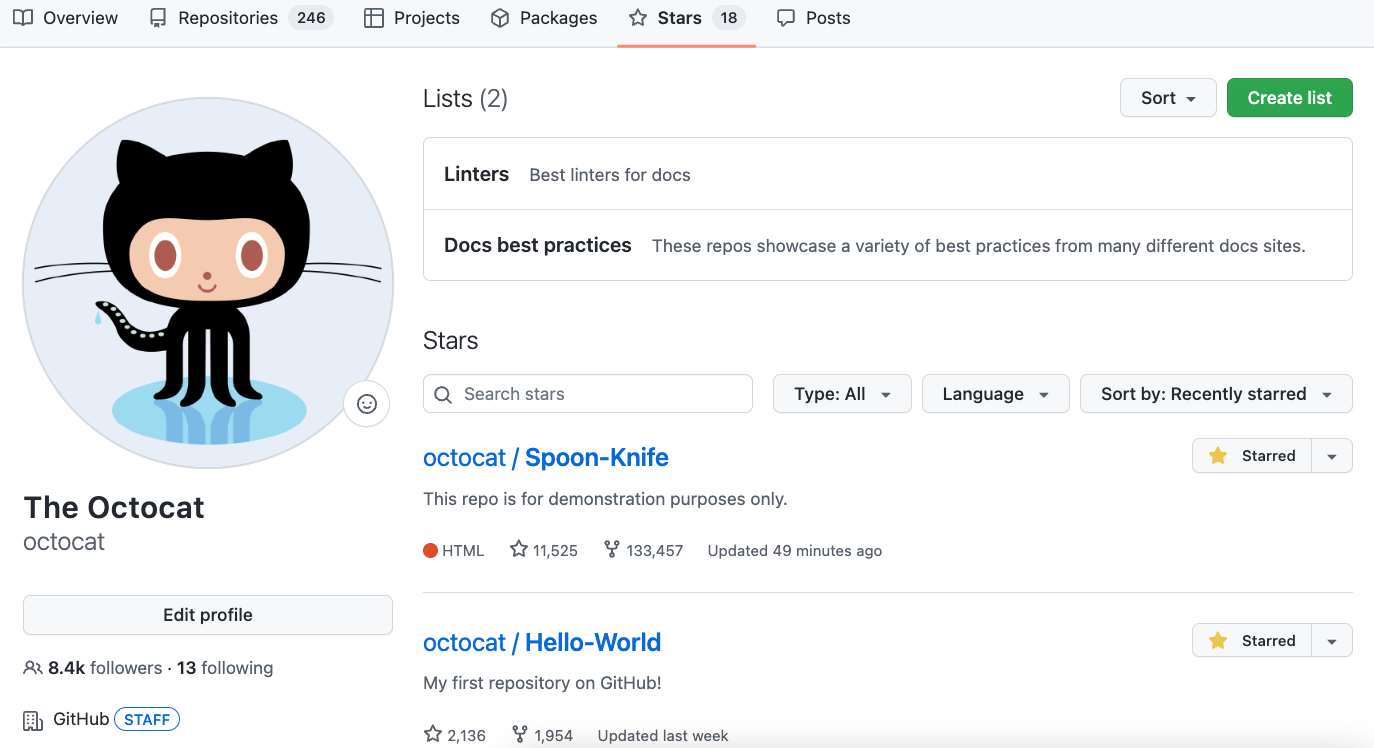 Overview Repositories 246 Projects Packages Stars 18 Posts
Lists (2) Sort Create list
Linters Best linters for docs
Docs best practices These repos showcase a variety of best practices from many different docs sites.
Stars
Search stars Type: All Language Sort by: Recently starred
octocat / Spoon-Knife Starred
This repo is for demonstration purposes only.
HTML 11,525 133,457 Updated 49 minutes ago
octocat / Hello-World Starred
My first repository on GitHub!
2,136 1,954 Updated last week
The Octocat
octocat
Edit profile
8.4k followers · 13 following
GitHub STAFF